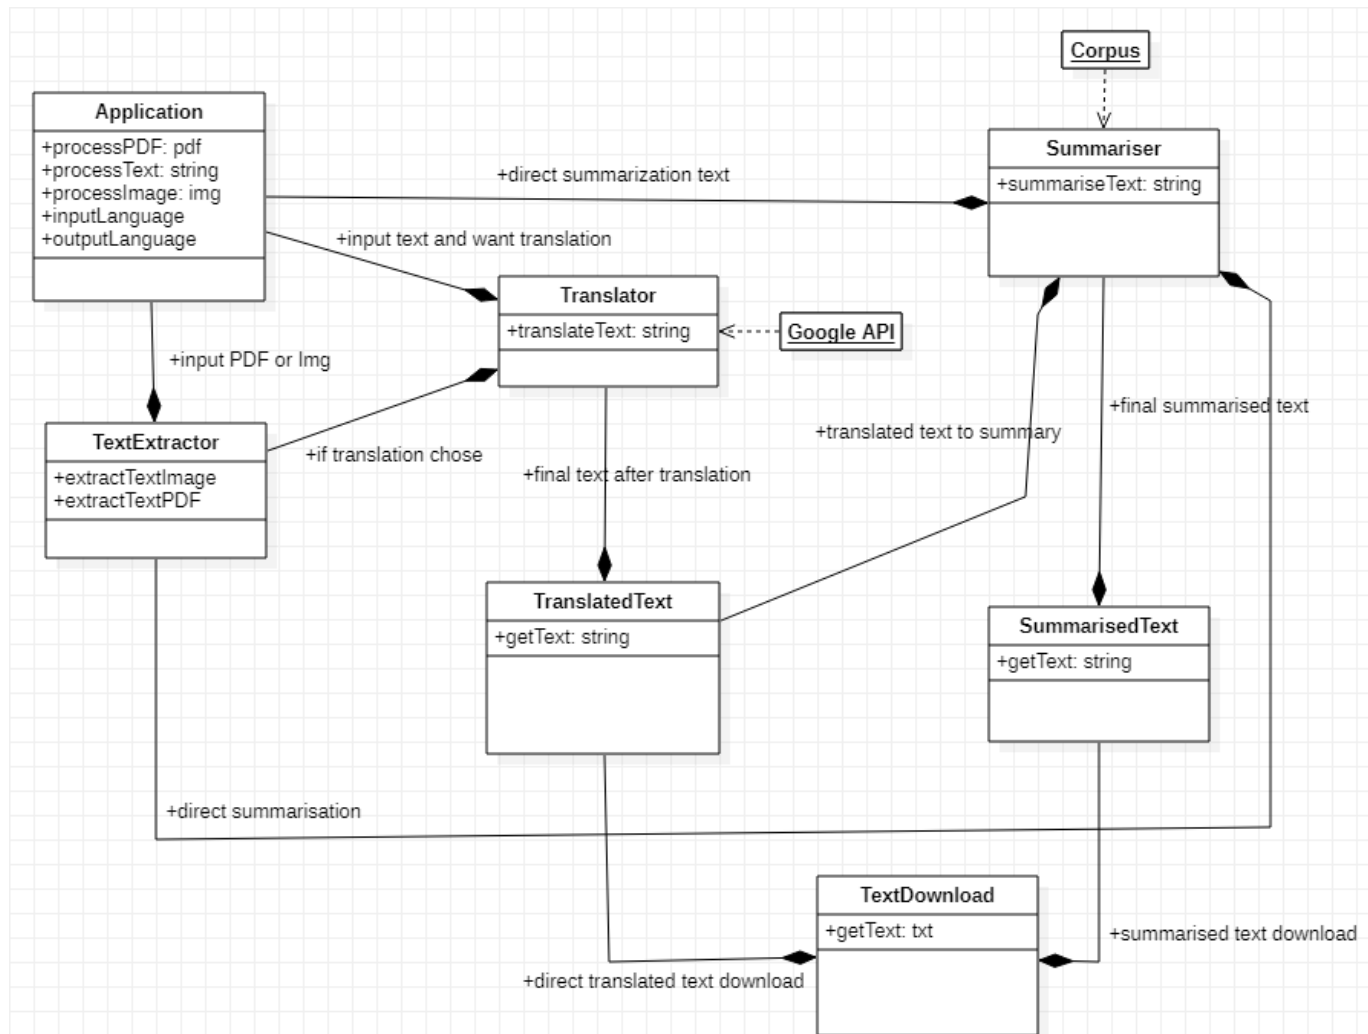 Corpus
Application
+processPDF: pdf
+processText: string
+processImage: img
+inputLanguage
+outputLanguage
Summariser
+summariseText: string
+direct summarization text
+input text and want translation
Translator
+translateText: string
Google API
+input PDF or Img
TextExtractor
+extractTextImage
+extractTextPDF
+if translation chose
+final text after translation
+translated text to summary
+final summarised text
TranslatedText
+getText: string
SummarisedText
+getText: string
+direct summarisation
TextDownload
+getText: txt
+summarised text download
+direct translated text download